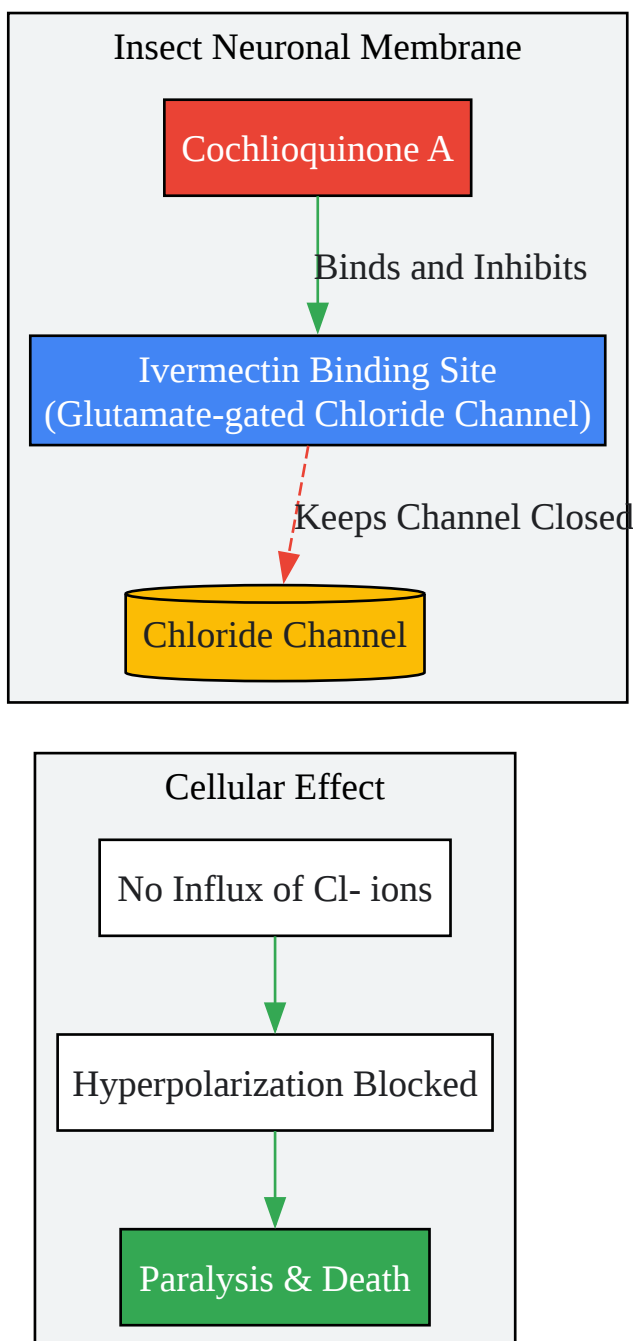 Insect Neuronal Membrane
Cochlioquinone A
Binds and Inhibits
Ivermectin Binding Site
(Glutamate-gated Chloride Channel)
Keeps Channel Closed
Chloride Channel
Cellular Effect
No Influx of Cl- ions
Hyperpolarization Blocked
Paralysis & Death